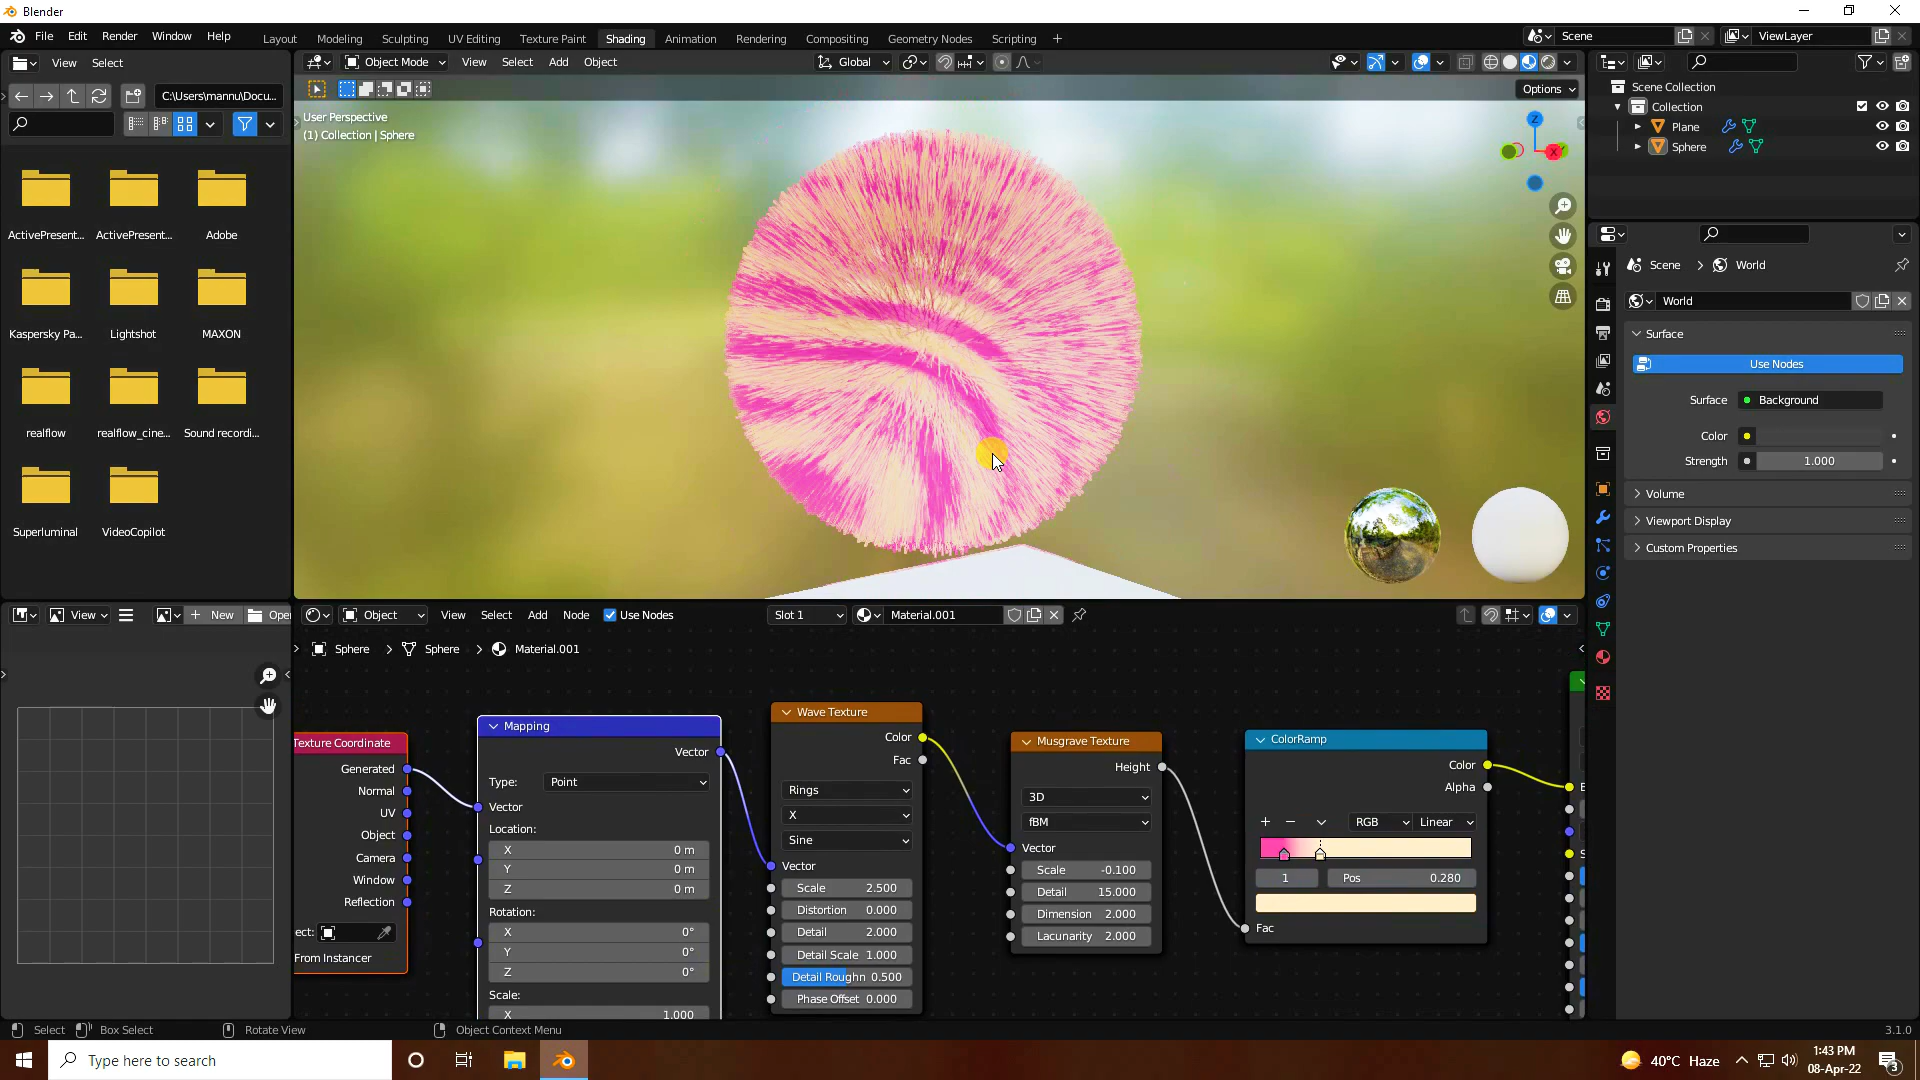 Blender
File Edit Render Window Help
Layout Modeling Sculpting UV Editing Texture Paint Shading Animation Rendering Compositing Geometry Nodes Scripting
Scene
ViewLayer
View Select
Object Mode View Select Add Object
Global
C:\Users\mannu\Docu...
Options
User Perspective
(1) Collection | Sphere
Z
X
Scene Collection
Collection
Plane
Sphere
ActivePresent... ActivePresent... Adobe
Kaspersky Pa... Lightshot MAXON
realflow realflow_cine... Sound recordi...
Superluminal VideoCopilot
Scene > World
World
Surface
Use Nodes
Surface Background
Color
Strength 1.000
Volume
Viewport Display
Custom Properties
View New Open
Object View Select Add Node Use Nodes
Slot 1 Material.001
Sphere > Sphere > Material.001
Texture Coordinate
Generated
Normal
UV
Object
Camera
Window
Reflection
ect:
From Instancer
Mapping
Vector
Type: Point
Vector
Location:
X 0 m
Y 0 m
Z 0 m
Rotation:
X 0°
Y 0°
Z 0°
Scale:
X 1.000
Wave Texture
Color
Fac
Rings
X
Sine
Vector
Scale 2.500
Distortion 0.000
Detail 2.000
Detail Scale 1.000
Detail Roughn 0.500
Phase Offset 0.000
Musgrave Texture
Height
3D
fBM
Vector
Scale -0.100
Detail 15.000
Dimension 2.000
Lacunarity 2.000
ColorRamp
Color
Alpha
RGB Linear
1 Pos 0.280
Fac
Select Box Select Rotate View Object Context Menu
3.1.0
Type here to search
40°C Haze
1:43 PM
08-Apr-22
3